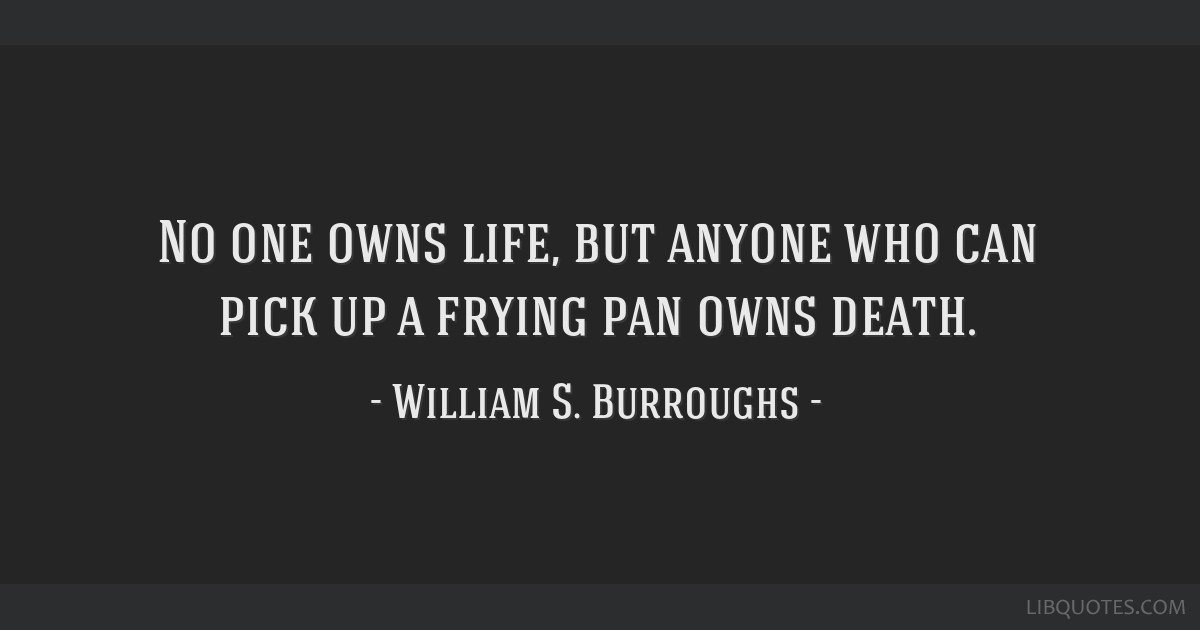 No one owns life, but anyone who can
pick up a frying pan owns death.
- William S. Burroughs -
LIBQUOTES.COM